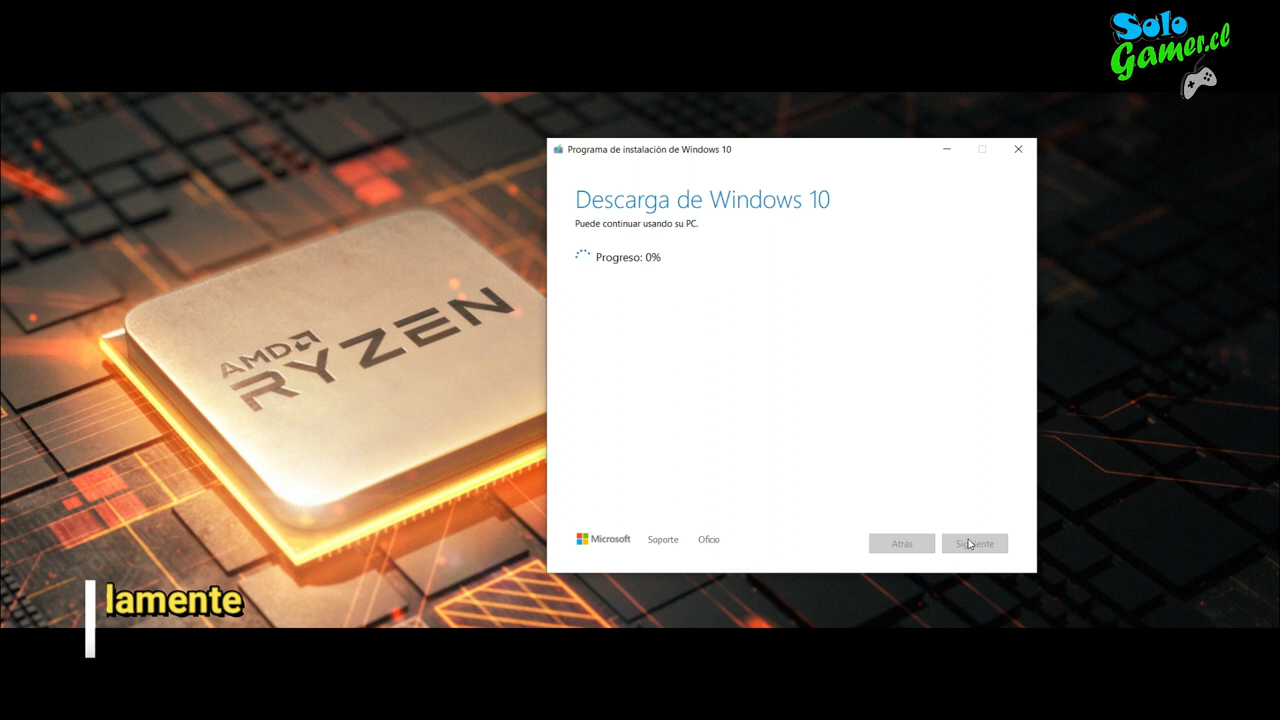 Solo
Gamer.cl
Programa de instalación de Windows 10
Descarga de Windows 10
Puede continuar usando su PC.
Progreso: 0%
AMD
RYZEN
Microsoft Soporte Oficio
Atrás Siguiente
lamente